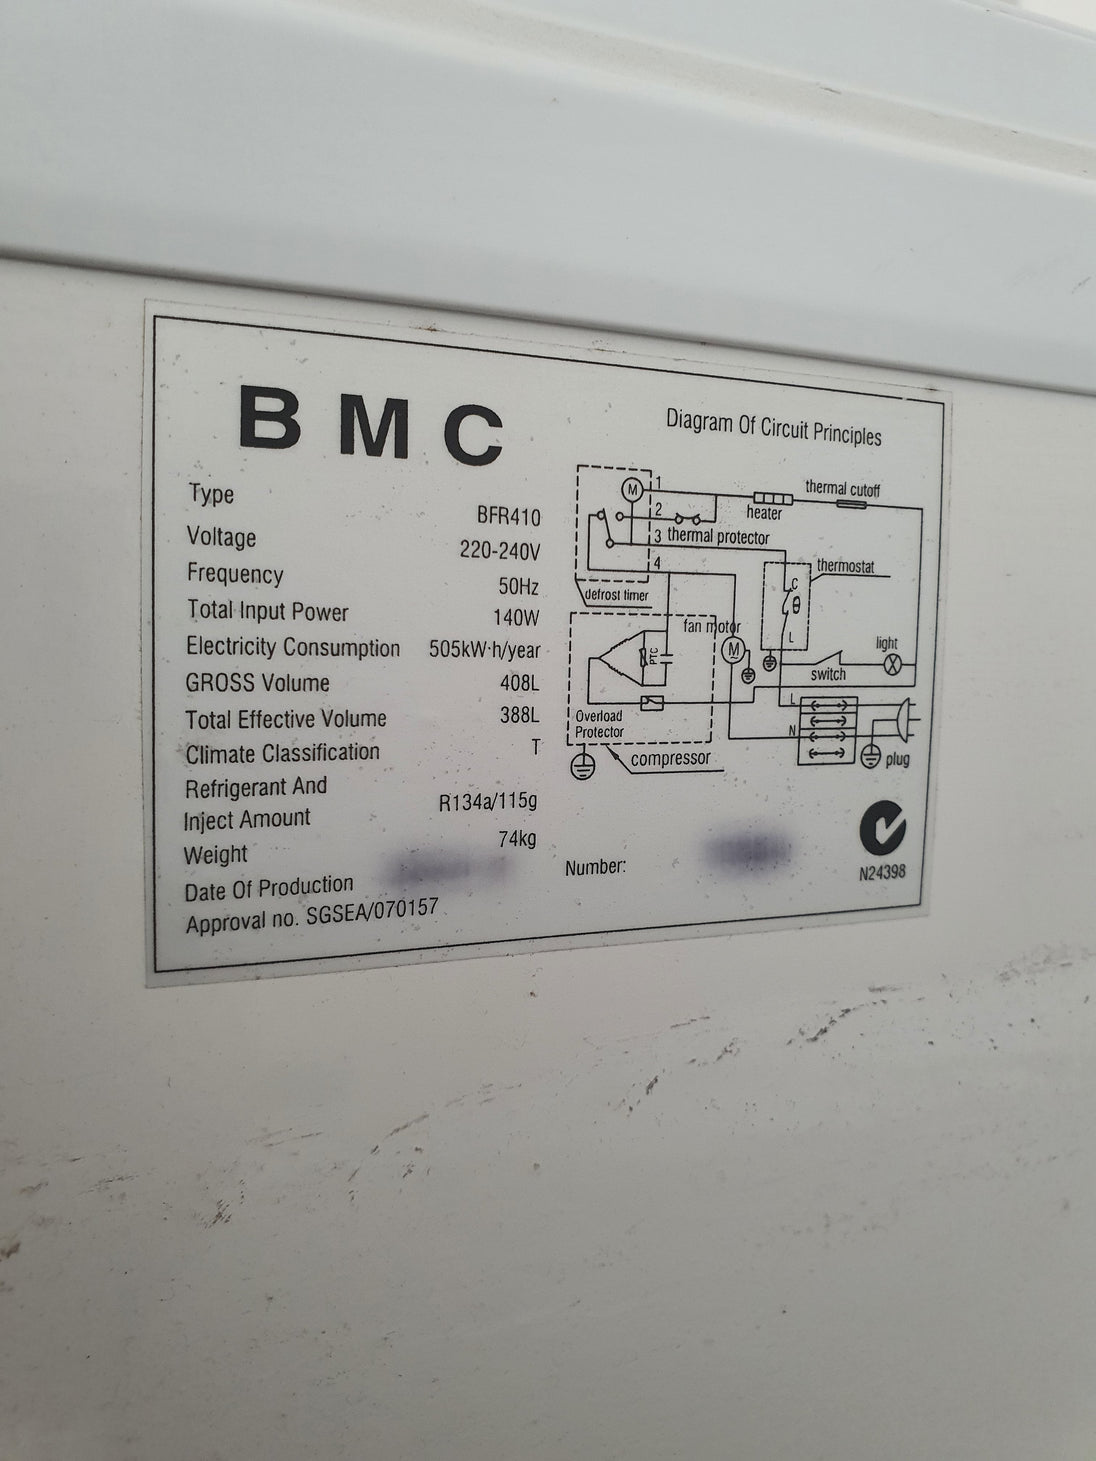 B M C
Type BFR410
Voltage 220-240V
Frequency 50Hz
Total Input Power 140W
Electricity Consumption 505kW·h/year
GROSS Volume 408L
Total Effective Volume 388L
Climate Classification T
Refrigerant And
Inject Amount R134a/115g
Weight 74kg
Date Of Production
Approval no. SGSEA/070157
Diagram Of Circuit Principles
M
1
2
3
4
thermal cutoff
heater
thermal protector
defrost timer
thermostat
C
θ
L
fan motor
M
PTC
light
switch
L
N
Overload
Protector
compressor
plug
Number:
N24398